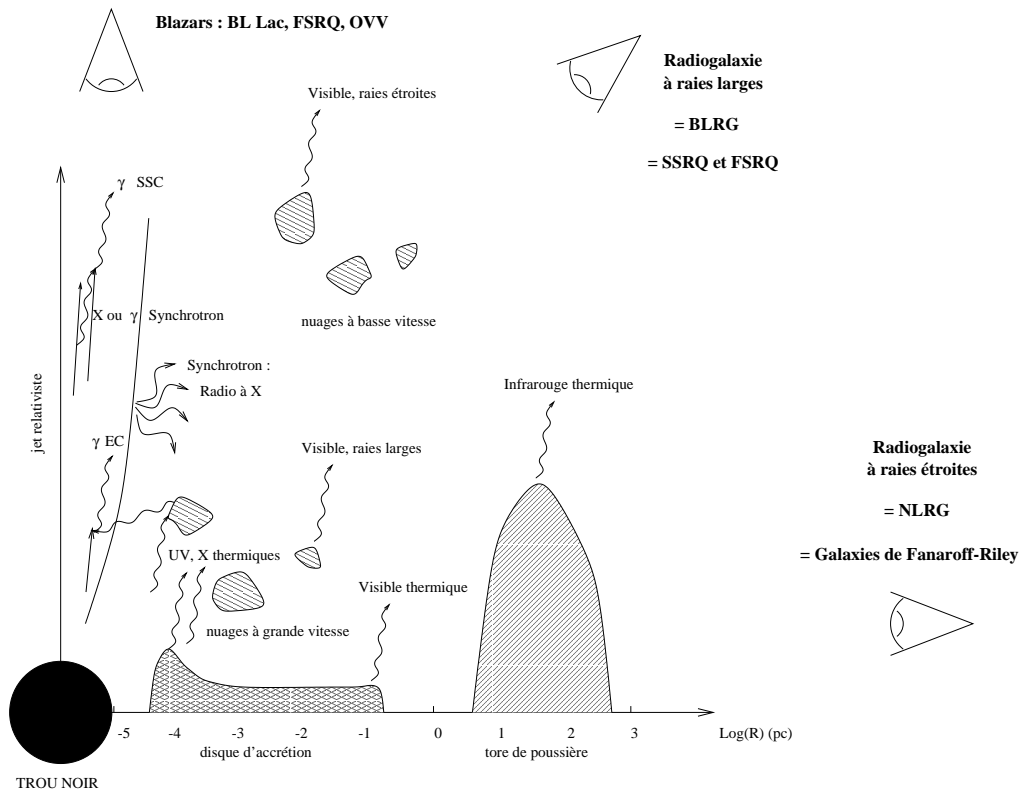 Blazars : BL Lac, FSRQ, OVV
Radiogalaxie
à raies larges
= BLRG
= SSRQ et FSRQ
Visible, raies étroites
γ SSC
X ou γ Synchrotron
nuages à basse vitesse
Synchrotron :
Radio à X
jet relativiste
Infrarouge thermique
γ EC
Visible, raies larges
Radiogalaxie
à raies étroites
= NLRG
= Galaxies de Fanaroff-Riley
UV, X thermiques
Visible thermique
nuages à grande vitesse
-5 -4 -3 -2 -1 0 1 2 3 Log(R) (pc)
disque d'accrétion
tore de poussière
TROU NOIR